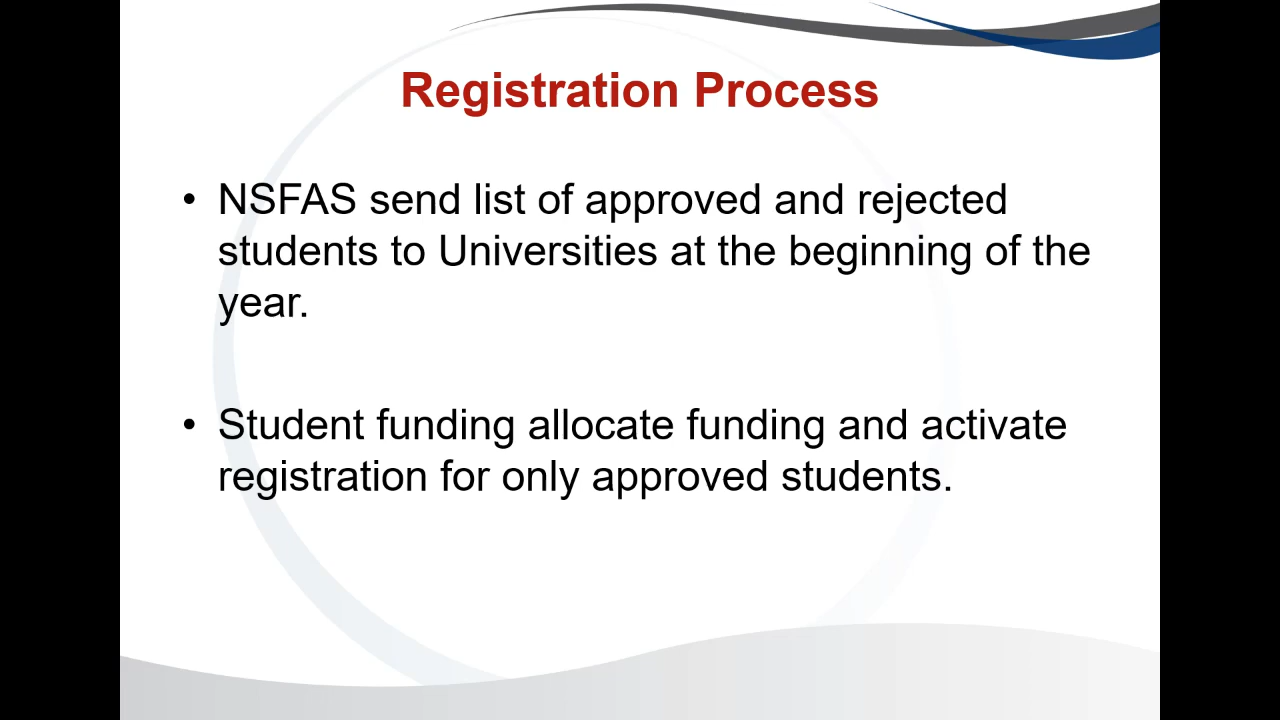 Registration Process
• NSFAS send list of approved and rejected
students to Universities at the beginning of the
year.
• Student funding allocate funding and activate
registration for only approved students.